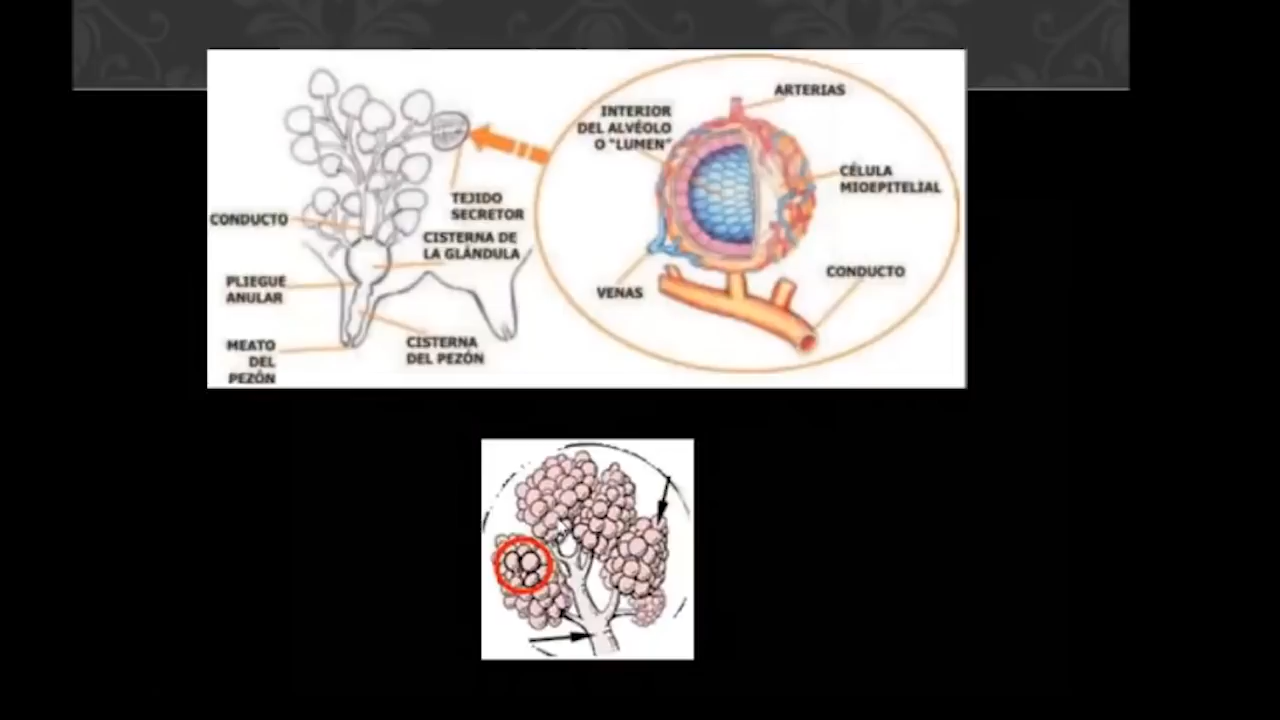 ARTERIAS
INTERIOR
DEL ALVÉOLO
O "LUMEN"
CÉLULA
MIOEPITELIAL
TEJIDO
SECRETOR
CONDUCTO
CISTERNA DE
LA GLÁNDULA
PLIEGUE
ANULAR
CONDUCTO
VENAS
MEATO
DEL
PEZÓN
CISTERNA
DEL PEZÓN